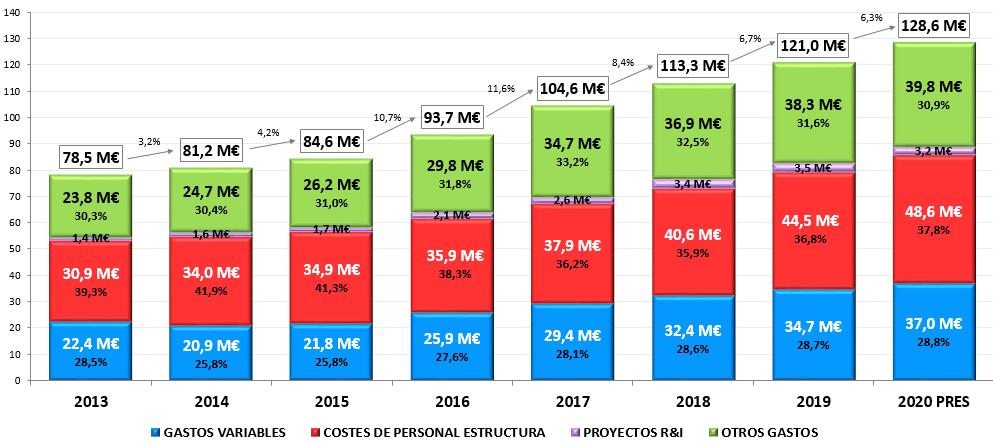 140
130
120
110
100
90
80
70
60
50
40
30
20
10
0
78,5 M€
3,2%
81,2 M€
4,2%
84,6 M€
10,7%
93,7 M€
11,6%
104,6 M€
8,4%
113,3 M€
6,7%
121,0 M€
6,3%
128,6 M€
23,8 M€
30,3%
1,4 M€
30,9 M€
39,3%
22,4 M€
28,5%
24,7 M€
30,4%
1,6 M€
34,0 M€
41,9%
20,9 M€
25,8%
26,2 M€
31,0%
1,7 M€
34,9 M€
41,3%
21,8 M€
25,8%
29,8 M€
31,8%
2,1 M€
35,9 M€
38,3%
25,9 M€
27,6%
34,7 M€
33,2%
2,6 M€
37,9 M€
36,2%
29,4 M€
28,1%
36,9 M€
32,5%
3,4 M€
40,6 M€
35,9%
32,4 M€
28,6%
38,3 M€
31,6%
3,5 M€
44,5 M€
36,8%
34,7 M€
28,7%
39,8 M€
30,9%
3,2 M€
48,6 M€
37,8%
37,0 M€
28,8%
2013 2014 2015 2016 2017 2018 2019 2020 PRES
GASTOS VARIABLES COSTES DE PERSONAL ESTRUCTURA PROYECTOS R&I OTROS GASTOS